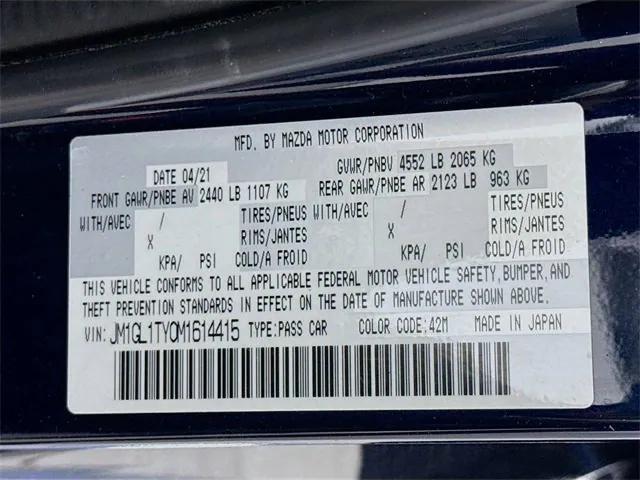 MFD. BY MAZDA MOTOR CORPORATION
DATE 04/21 GVWR/PNBV 4552 LB 2065 KG
FRONT GAWR/PNBE AV 2440 LB 1107 KG REAR GAWR/PNBE AR 2123 LB 963 KG
WITH/AVEC / TIRES/PNEUS WITH/AVEC / TIRES/PNEUS
X RIMS/JANTES X RIMS/JANTES
KPA/ PSI COLD/A FROID KPA/ PSI COLD/A FROID
THIS VEHICLE CONFORMS TO ALL APPLICABLE FEDERAL MOTOR VEHICLE SAFETY, BUMPER, AND
THEFT PREVENTION STANDARDS IN EFFECT ON THE DATE OF MANUFACTURE SHOWN ABOVE.
VIN: JM1GL1TY0M1614415 TYPE:PASS CAR COLOR CODE:42M MADE IN JAPAN